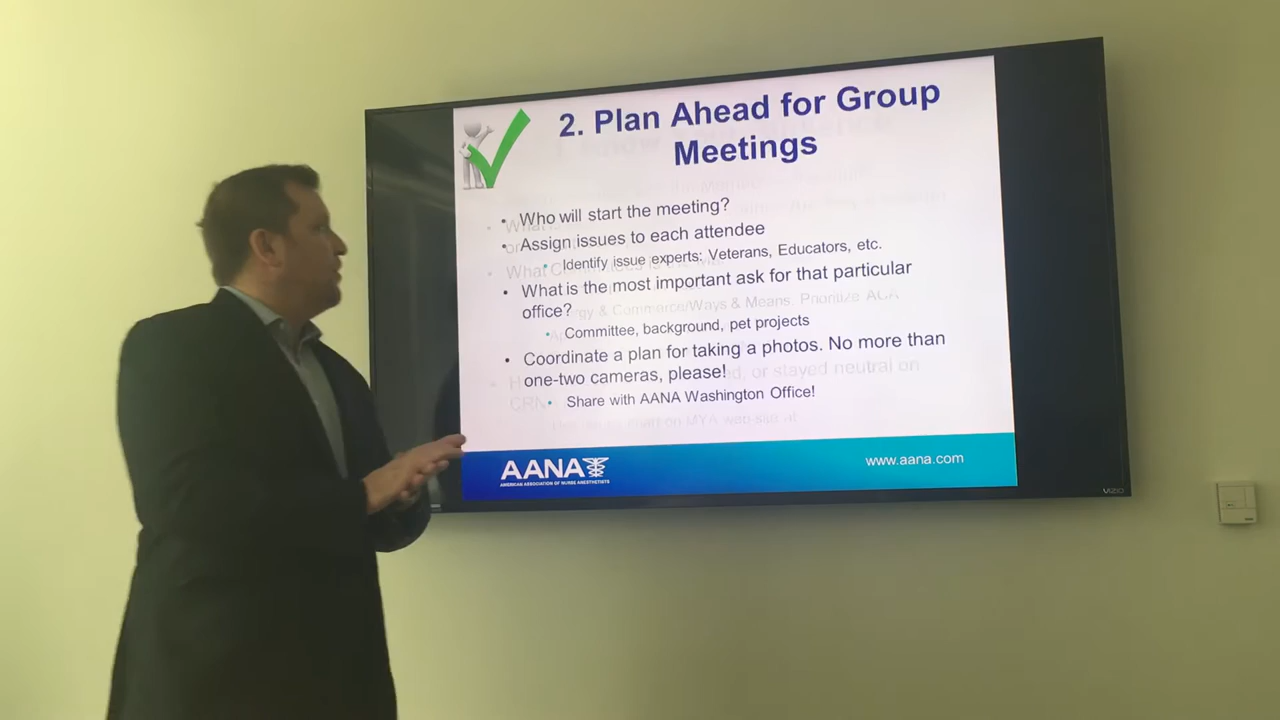 2. Plan Ahead for Group
Meetings
• Who will start the meeting?
• Assign issues to each attendee
• Identify issue experts: Veterans, Educators, etc.
• What is the most important ask for that particular
office?
• Committee, background, pet projects
• Coordinate a plan for taking a photos. No more than
one-two cameras, please!
• Share with AANA Washington Office!
AANA
AMERICAN ASSOCIATION OF NURSE ANESTHETISTS
www.aana.com
VIZIO